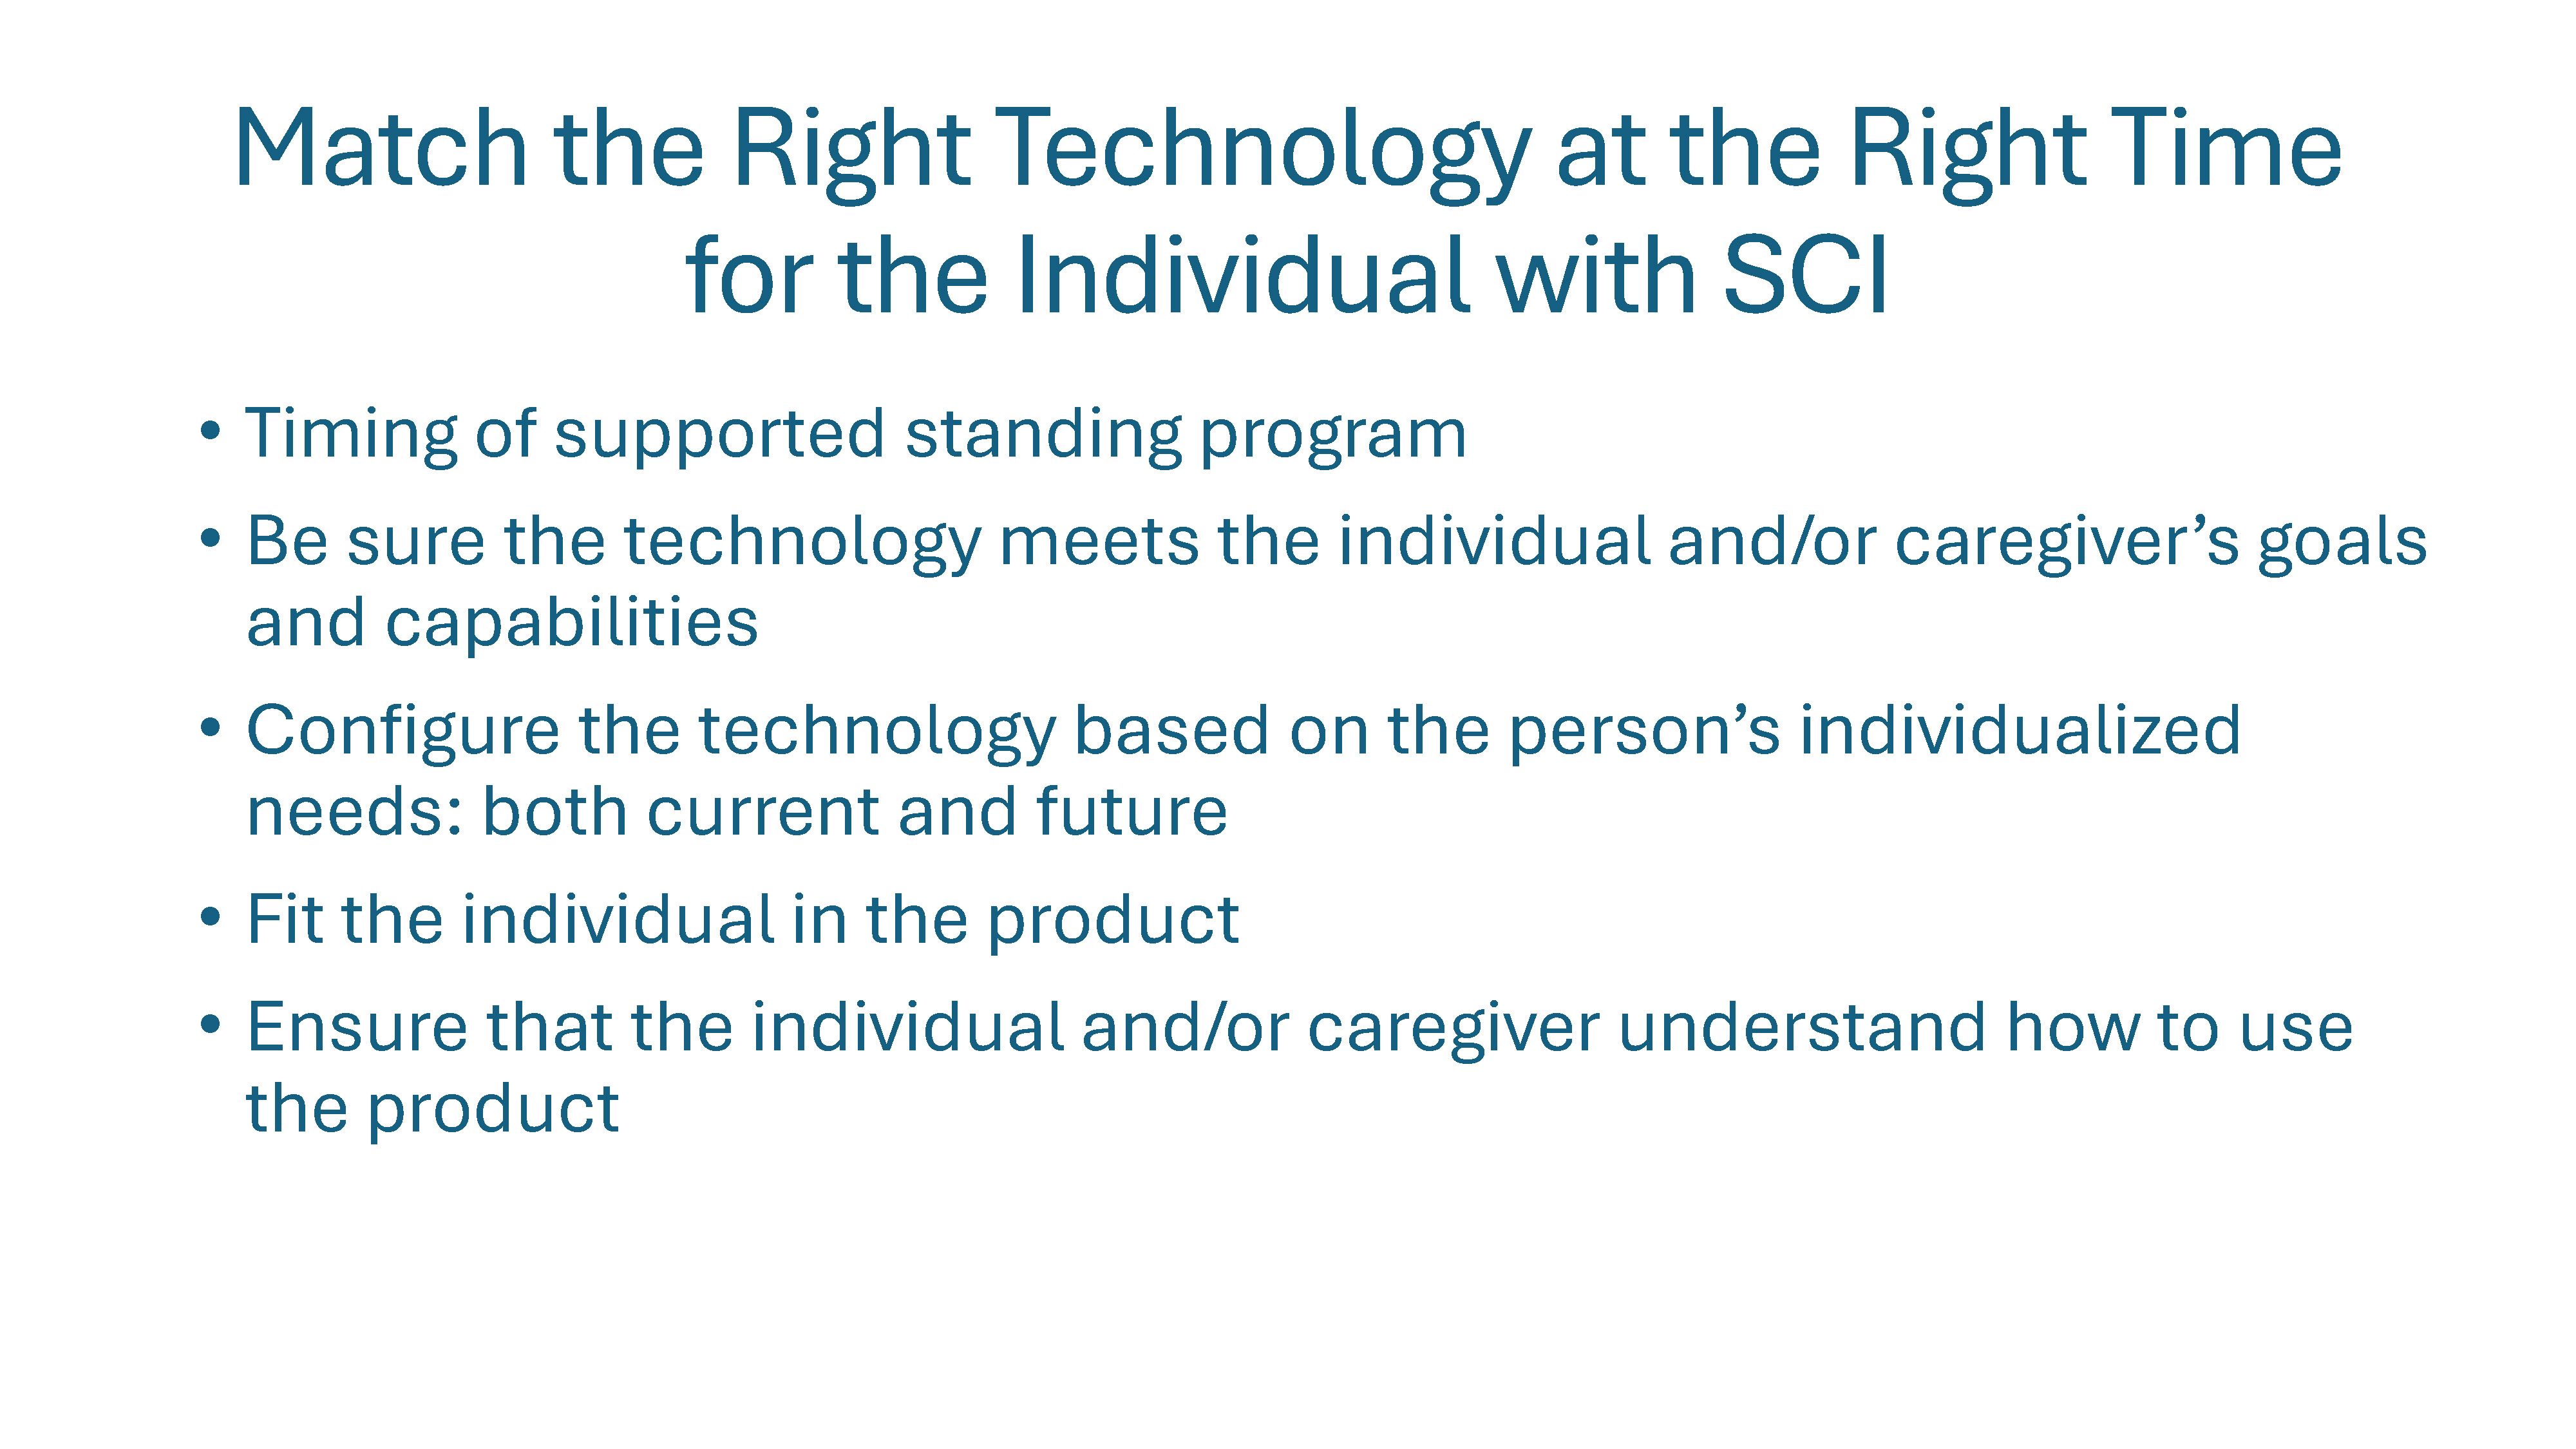 Match the Right Technology at the Right Time
for the Individual with SCI
• Timing of supported standing program
• Be sure the technology meets the individual and/or caregiver’s goals
and capabilities
• Configure the technology based on the person’s individualized
needs: both current and future
• Fit the individual in the product
• Ensure that the individual and/or caregiver understand how to use
the product